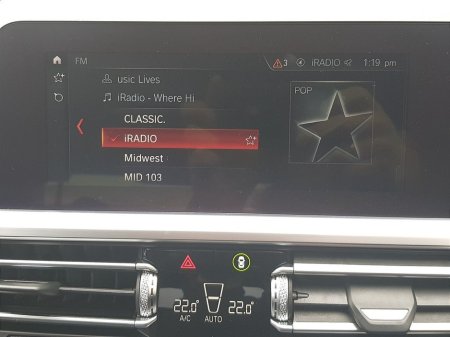 FM
3
iRADIO
1:19 pm
usic Lives
iRadio - Where Hi
POP
CLASSIC.
iRADIO
Midwest
MID 103
22.0°
22.0°
A/C
AUTO